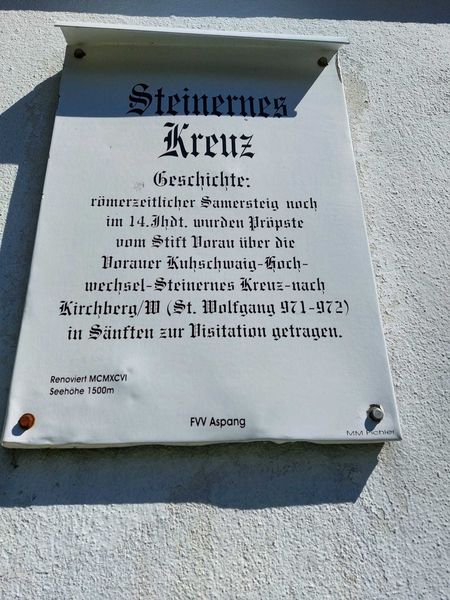 Steinernes
Kreuz
Geschichte:
römerzeitlicher Samersteig noch
im 14.Jhdt. wurden Pröpste
vom Stift Vorau über die
Vorauer Kuhschwaig-Hoch-
wechsel-Steinernes Kreuz-nach
Kirchberg/W (St. Wolfgang 971-972)
in Sänften zur Visitation getragen.
Renoviert MCMXCVI
Seehöhe 1500m
FVV Aspang
MM Pichler